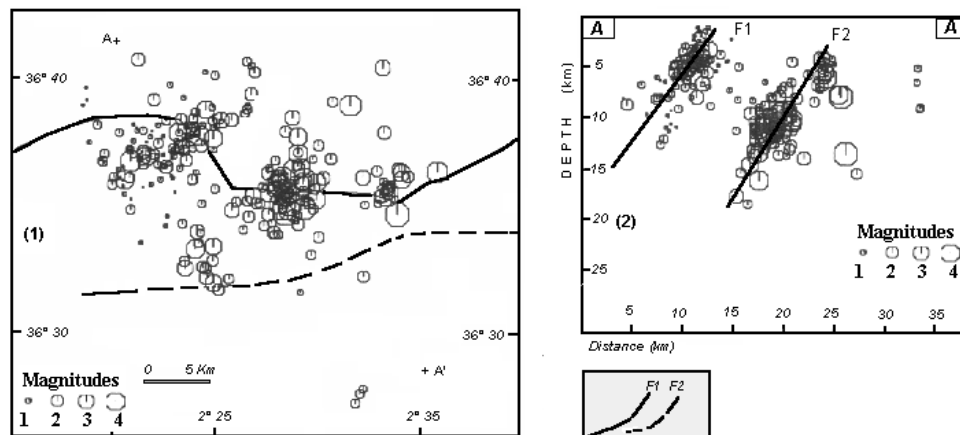 A+
36° 40
36° 40
(1)
36° 30
36° 30
0 5 Km
+ A'
Magnitudes
1 2 3 4
2° 25
2° 35
A
F1
F2
A
DEPTH (km)
5
10
15
20
25
(2)
Magnitudes
1 2 3 4
5 10 15 20 25 30 35
Distance (km)
F1 F2